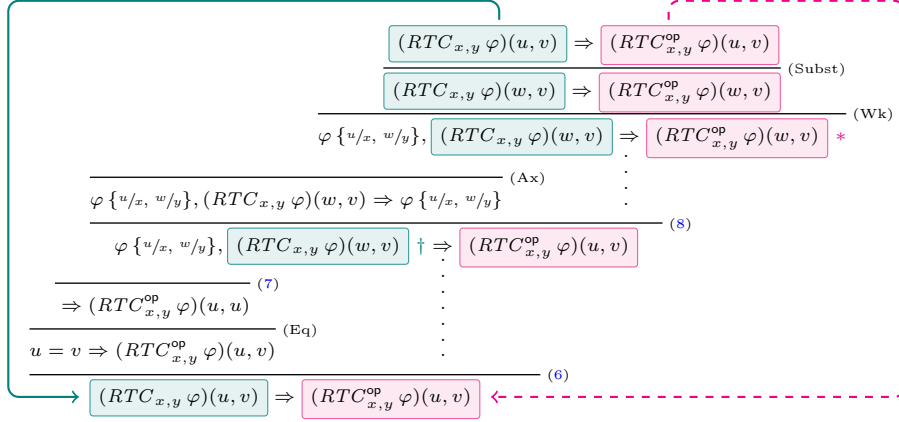 (RTC_{x,y} φ)(u, v) ⇒ (RTC^{op}_{x,y} φ)(u, v)
(Subst)
(RTC_{x,y} φ)(w, v) ⇒ (RTC^{op}_{x,y} φ)(w, v)
(Wk)
φ {u/x, w/y}, (RTC_{x,y} φ)(w, v) ⇒ (RTC^{op}_{x,y} φ)(w, v) *
(Ax)
φ {u/x, w/y}, (RTC_{x,y} φ)(w, v) ⇒ φ {u/x, w/y}
(8)
φ {u/x, w/y}, (RTC_{x,y} φ)(w, v) † ⇒ (RTC^{op}_{x,y} φ)(u, v)
(7)
⇒ (RTC^{op}_{x,y} φ)(u, u)
(Eq)
u = v ⇒ (RTC^{op}_{x,y} φ)(u, v)
(6)
(RTC_{x,y} φ)(u, v) ⇒ (RTC^{op}_{x,y} φ)(u, v)